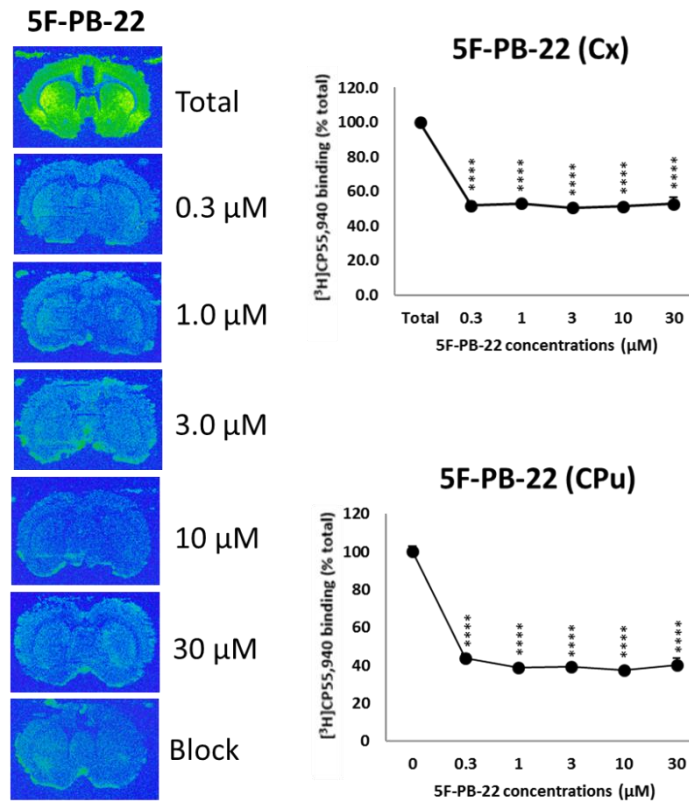 5F-PB-22
Total
0.3 µM
1.0 µM
3.0 µM
10 µM
30 µM
Block
5F-PB-22 (Cx)
[³H]CP55,940 binding (% total)
120.0
100.0
80.0
60.0
40.0
20.0
0.0
****
****
****
****
****
Total 0.3 1 3 10 30
5F-PB-22 concentrations (µM)
5F-PB-22 (CPu)
[³H]CP55,940 binding (% total)
120
100
80
60
40
20
0
****
****
****
****
****
0 0.3 1 3 10 30
5F-PB-22 concentrations (µM)